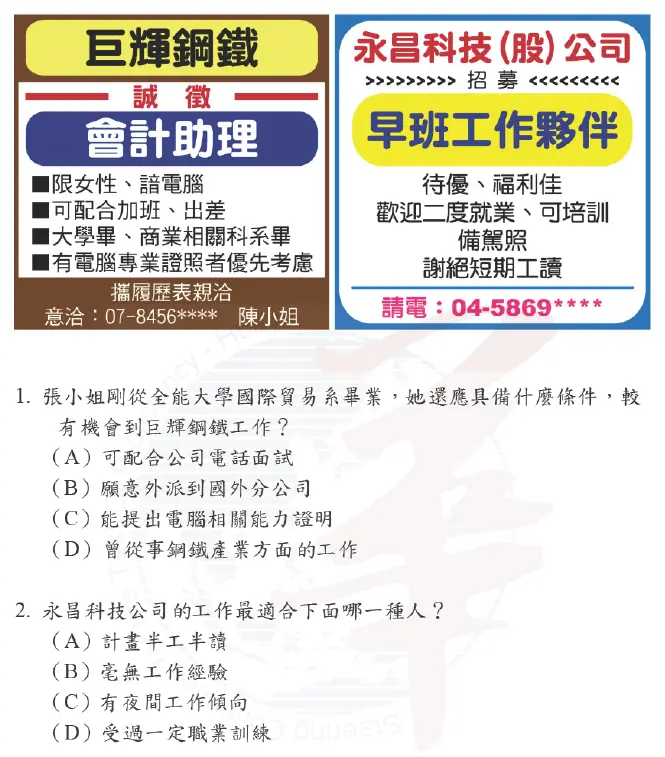 巨輝鋼鐵
誠 徵
會計助理
■限女性、諳電腦
■可配合加班、出差
■大學畢、商業相關科系畢
■有電腦專業證照者優先考慮
攜履歷表親洽
意洽：07-8456**** 陳小姐
永昌科技(股)公司
>>>>>>>>> 招 募 <<<<<<<<<
早班工作夥伴
待優、福利佳
歡迎二度就業、可培訓
備駕照
謝絕短期工讀
請電：04-5869****
1. 張小姐剛從全能大學國際貿易系畢業，她還應具備什麼條件，較
有機會到巨輝鋼鐵工作？
（A）可配合公司電話面試
（B）願意外派到國外分公司
（C）能提出電腦相關能力證明
（D）曾從事鋼鐵產業方面的工作
2. 永昌科技公司的工作最適合下面哪一種人？
（A）計畫半工半讀
（B）毫無工作經驗
（C）有夜間工作傾向
（D）受過一定職業訓練